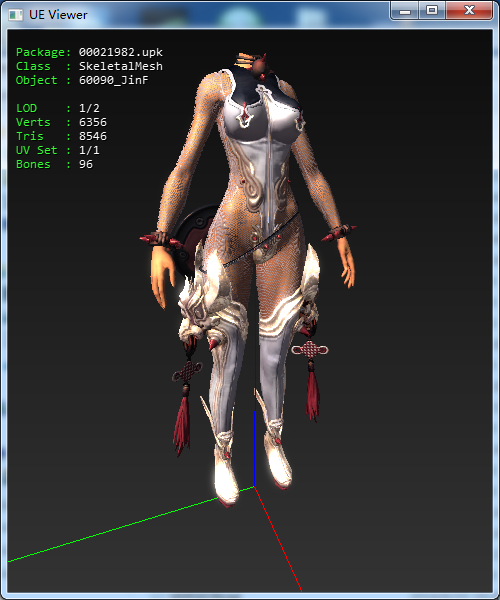 UE Viewer
Package: 00021982.upk
Class : SkeletalMesh
Object : 60090_JinF
LOD : 1/2
Verts : 6356
Tris : 8546
UV Set : 1/1
Bones : 96